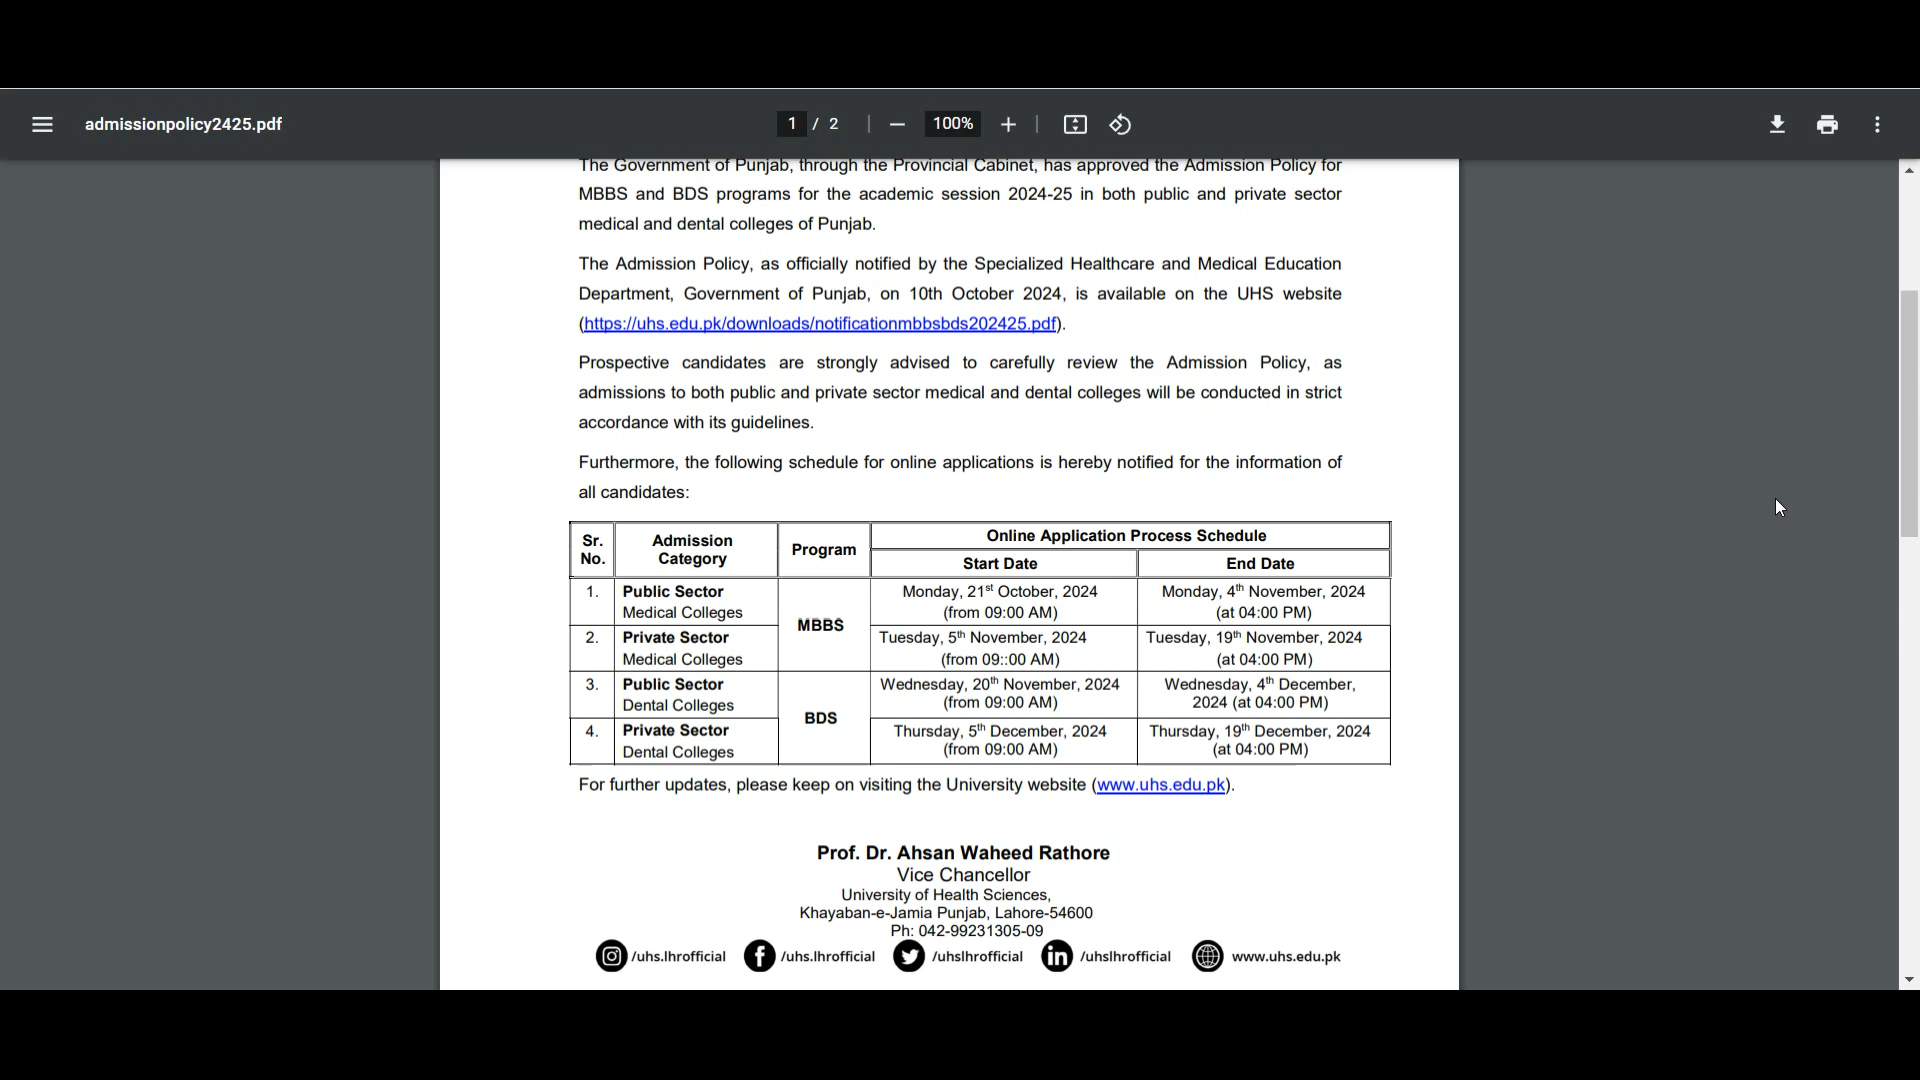 admissionpolicy2425.pdf
1 / 2
100%
The Government of Punjab, through the Provincial Cabinet, has approved the Admission Policy for
MBBS and BDS programs for the academic session 2024-25 in both public and private sector
medical and dental colleges of Punjab.
The Admission Policy, as officially notified by the Specialized Healthcare and Medical Education
Department, Government of Punjab, on 10th October 2024, is available on the UHS website
(https://uhs.edu.pk/downloads/notificationmbbsbds202425.pdf).
Prospective candidates are strongly advised to carefully review the Admission Policy, as
admissions to both public and private sector medical and dental colleges will be conducted in strict
accordance with its guidelines.
Furthermore, the following schedule for online applications is hereby notified for the information of
all candidates:
Sr. No. Admission Category Program Online Application Process Schedule
Start Date End Date
1. Public Sector Medical Colleges MBBS Monday, 21st October, 2024 (from 09:00 AM) Monday, 4th November, 2024 (at 04:00 PM)
2. Private Sector Medical Colleges Tuesday, 5th November, 2024 (from 09::00 AM) Tuesday, 19th November, 2024 (at 04:00 PM)
3. Public Sector Dental Colleges BDS Wednesday, 20th November, 2024 (from 09:00 AM) Wednesday, 4th December, 2024 (at 04:00 PM)
4. Private Sector Dental Colleges Thursday, 5th December, 2024 (from 09:00 AM) Thursday, 19th December, 2024 (at 04:00 PM)
For further updates, please keep on visiting the University website (www.uhs.edu.pk).
Prof. Dr. Ahsan Waheed Rathore
Vice Chancellor
University of Health Sciences,
Khayaban-e-Jamia Punjab, Lahore-54600
Ph: 042-99231305-09
/uhs.lhrofficial /uhs.lhrofficial /uhslhrofficial /uhslhrofficial www.uhs.edu.pk